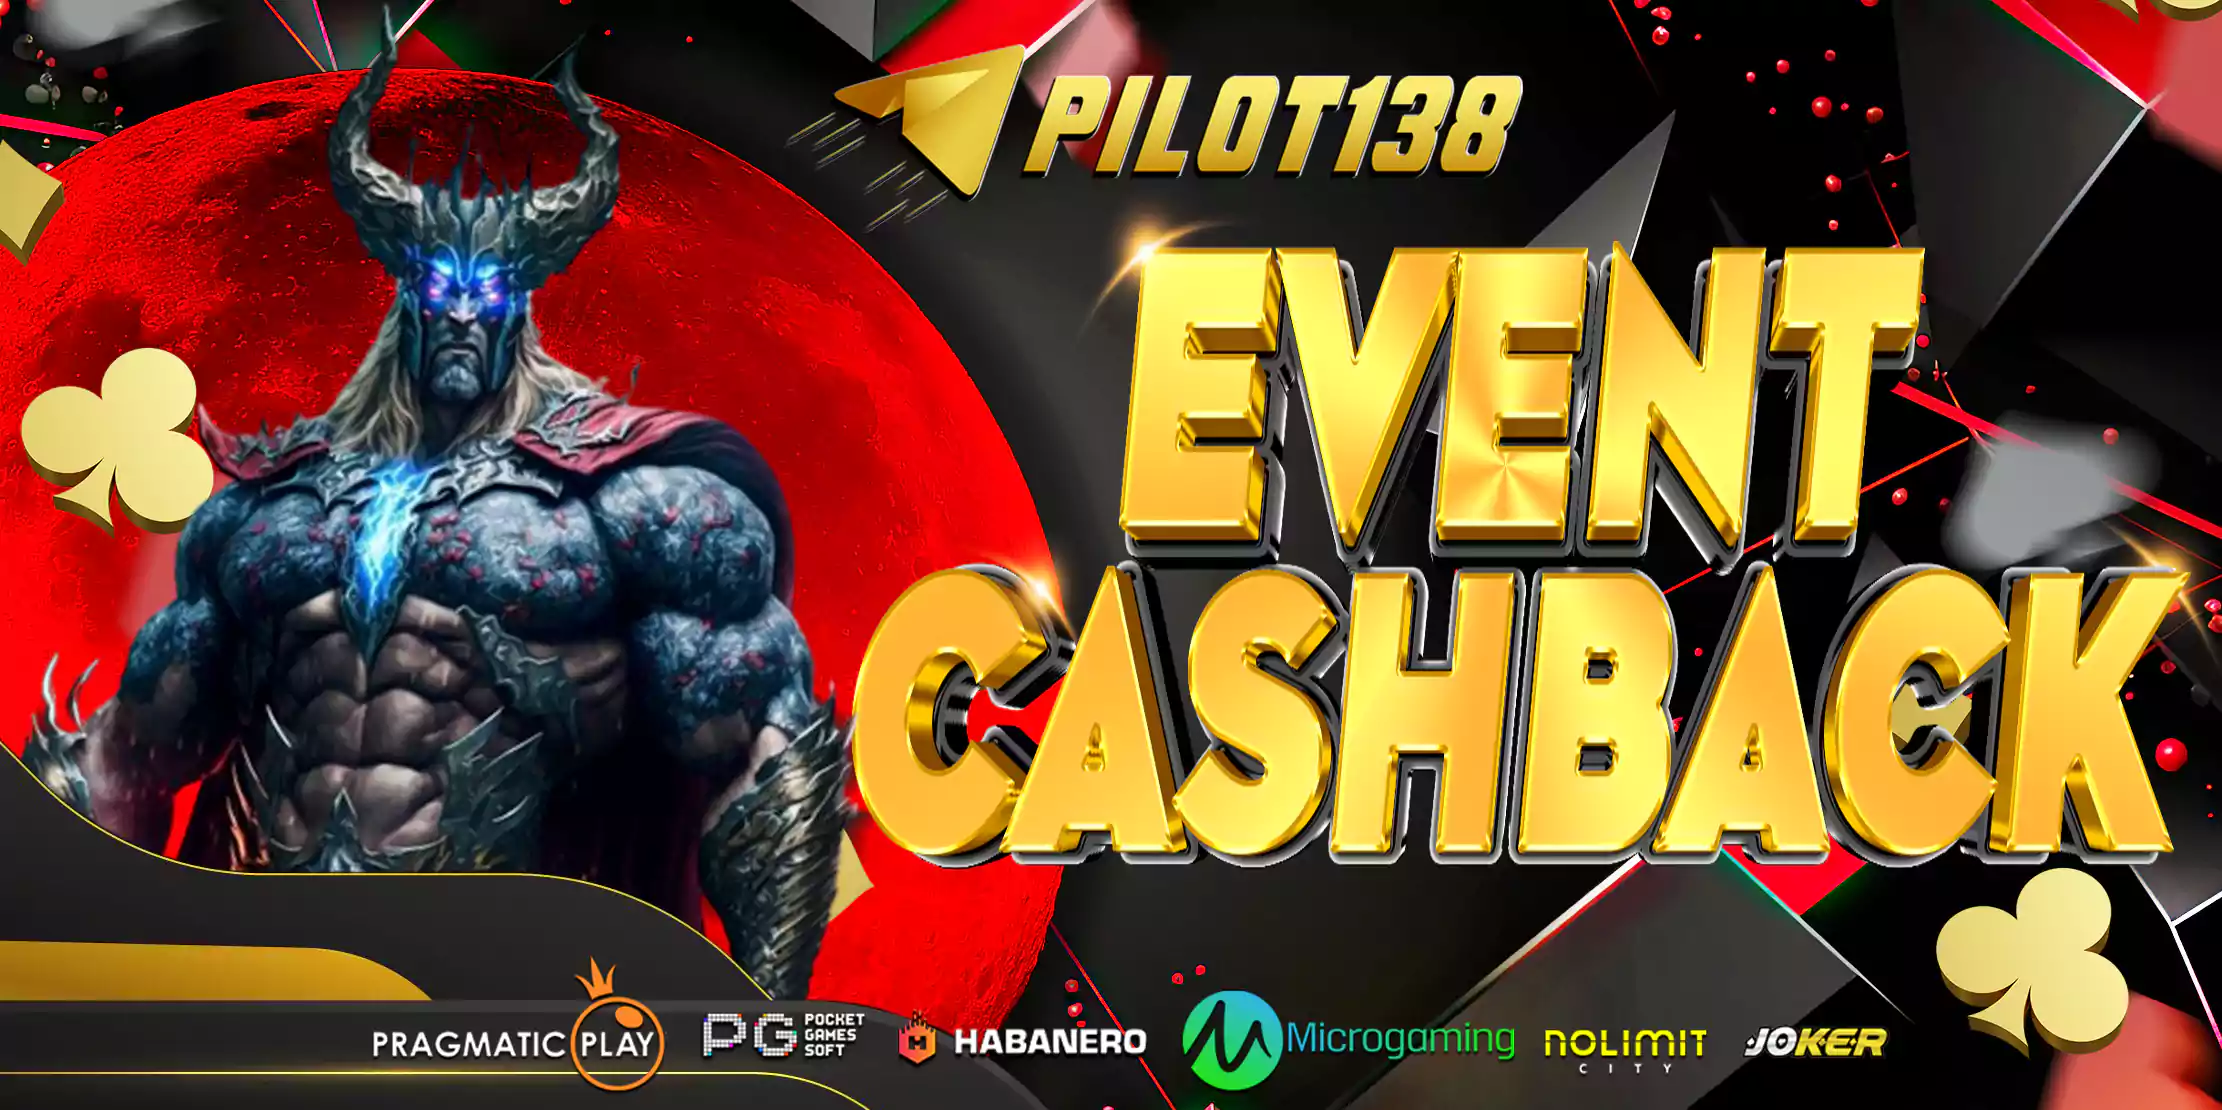 PILOT138
EVENT
CASHBACK
PRAGMATIC PLAY
PG POCKET GAMES SOFT
HABANERO
Microgaming
NOLIMIT CITY
JOKER